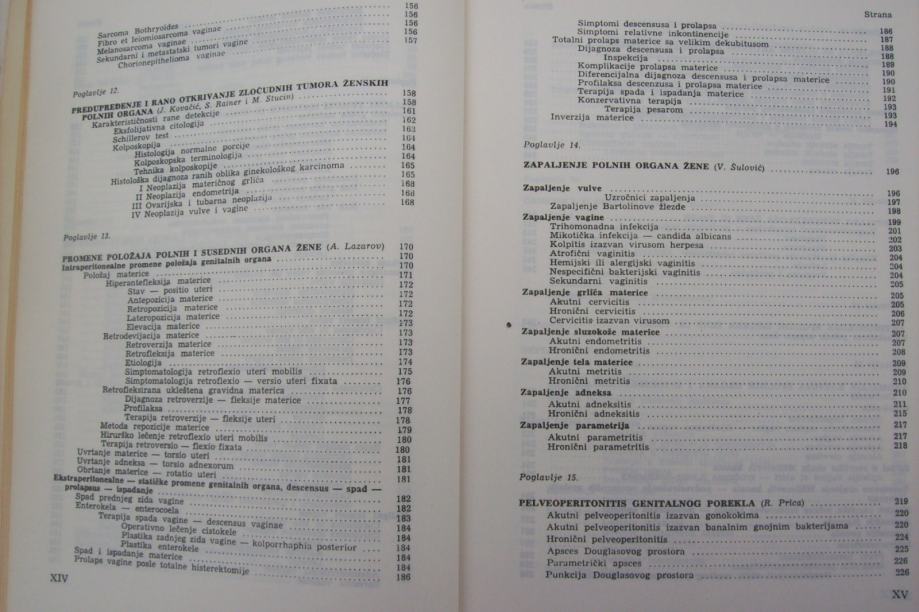 156
Sarcoma Bothryoides 156
Fibro et leiomiosarcoma vaginae 156
Melanosarcoma vaginae 156
Sekundarni i metastatski tumori vagine 157
Chorionepithelioma vaginae
Poglavlje 12.
PREDUPREĐENJE I RANO OTKRIVANJE ZLOĆUDNIH TUMORA ŽENSKIH
POLNIH ORGANA (J. Kovačić, S. Rainer i M. Stucin) 158
Karakterističnosti rane detekcije 158
Eksfolijativna citologija 161
Schillerov test 162
Kolposkopija 163
Histologija normalne porcije 164
Kolposkopska terminologija 164
Tehnika kolposkopije 164
Histološka dijagnoza ranih oblika ginekološkog karcinoma 165
I Neoplazija materičnog grlića 165
II Neoplazija endometrija 168
III Ovarijska i tubarna neoplazija 168
IV Neoplazija vulve i vagine 168
Poglavlje 13.
PROMENE POLOŽAJA POLNIH I SUSEDNIH ORGANA ŽENE (A. Lazarov) 170
Intraperitonealne promene položaja genitalnih organa 170
Položaj materice 170
Hiperantefleksija materice 171
Stav — positio uteri 172
Antepozicija materice 172
Retropozicija materice 172
Lateropozicija materice 172
Elevacija materice 172
Retrodevijacija materice 173
Retroverzija materice 173
Retrofleksija materice 173
Etiologija 174
Simptomatologija retroflexio uteri mobilis 175
Simptomatologija retroflexio — versio uteri fixata 176
Retrofleksirana uklještena gravidna materica 176
Dijagnoza retroverzije — fleksije materice 177
Profilaksa 178
Terapija retroverzije — fleksije uteri 178
Metoda repozicije materice 179
Hirurško lečenje retroflexio uteri mobilis 180
Terapija retroversio — flexio fixata 180
Uvrtanje materice — torsio uteri 181
Uvrtanje adneksa — torsio adnexorum 181
Obrtanje materice — rotatio uteri 181
Ekstraperitonealne — statičke promene genitalnih organa, descensus — spad —
prolapsus — ispadanje 182
Spad prednjeg zida vagine 182
Enterokela — enterocoela 183
Terapija spada vagine — descensus vaginae 184
Operativno lečenje cistokele 184
Plastika zadnjeg zida vagine — kolporrhaphia posterior 184
Plastika enterokele 184
Spad i ispadanje materice 184
Prolaps vagine posle totalne histerektomije 186
XIV
Strana
Simptomi descensusa i prolapsa 186
Simptomi relativne inkontinencije 187
Totalni prolaps materice sa velikim dekubitusom 188
Dijagnoza descensusa i prolapsa 188
Inspekcija 189
Komplikacije prolapsa materice 190
Diferencijalna dijagnoza descensusa i prolapsa materice 190
Profilaksa descensusa i prolapsa materice 191
Terapija spada i ispadanja materice 192
Konzervativna terapija 193
Terapija pesarom 193
Inverzija materice 194
Poglavlje 14.
ZAPALJENJE POLNIH ORGANA ŽENE (V. Šulović) 196
Zapaljenje vulve 196
Uzročnici zapaljenja 197
Zapaljenje Bartolinove žlezde 198
Zapaljenje vagine 199
Trihomonadna infekcija 201
Mikotička infekcija — candida albicans 202
Kolpitis izazvan virusom herpesa 203
Atrofični vaginitis 204
Hemijski ili alergijski vaginitis 204
Nespecifični bakterijski vaginitis 204
Sekundarni vaginitis 205
Zapaljenje grlića materice 205
Akutni cervicitis 205
Hronični cervicitis 206
Cervicitis izazvan virusom 207
Zapaljenje sluzokože materice 207
Akutni endometritis 207
Hronični endometritis 208
Zapaljenje tela materice 209
Akutni metritis 209
Hronični metritis 210
Zapaljenje adneksa 210
Akutni adneksitis 211
Hronični adneksitis 215
Zapaljenje parametrija 217
Akutni parametritis 217
Hronični parametritis 218
Poglavlje 15.
PELVEOPERITONITIS GENITALNOG POREKLA (R. Prica) 219
Akutni pelveoperitonitis izazvan gonokokima 220
Akutni pelveoperitonitis izazvan banalnim gnojnim bakterijama 220
Hronični pelveoperitonitis 224
Apsces Douglasovog prostora 225
Parametrički apsces 226
Punkcija Douglasovog prostora 226
XV